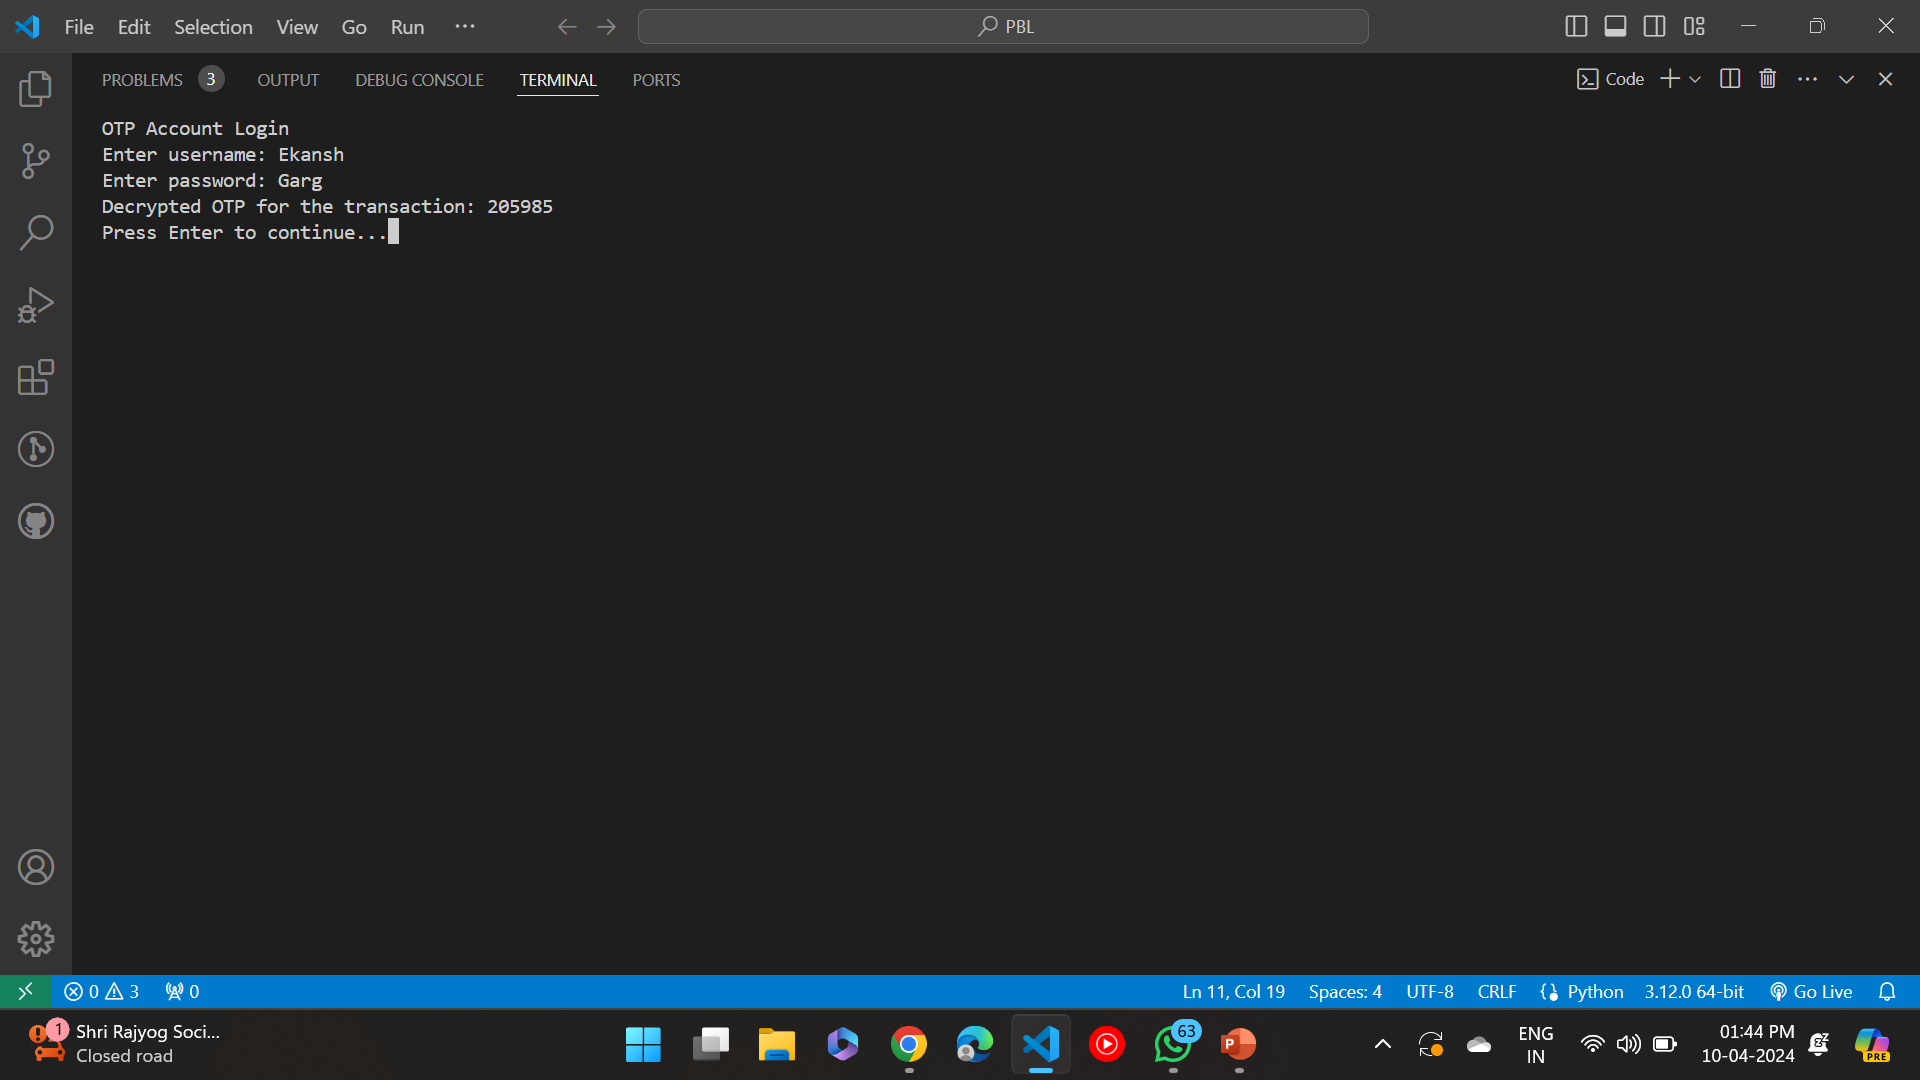 File Edit Selection View Go Run ···
PBL
PROBLEMS 3 OUTPUT DEBUG CONSOLE TERMINAL PORTS
Code
OTP Account Login
Enter username: Ekansh
Enter password: Garg
Decrypted OTP for the transaction: 205985
Press Enter to continue...
0 3 0
Ln 11, Col 19 Spaces: 4 UTF-8 CRLF Python 3.12.0 64-bit Go Live
1 Shri Rajyog Soci...
Closed road
63
P
ENG
IN
01:44 PM
10-04-2024
PRE